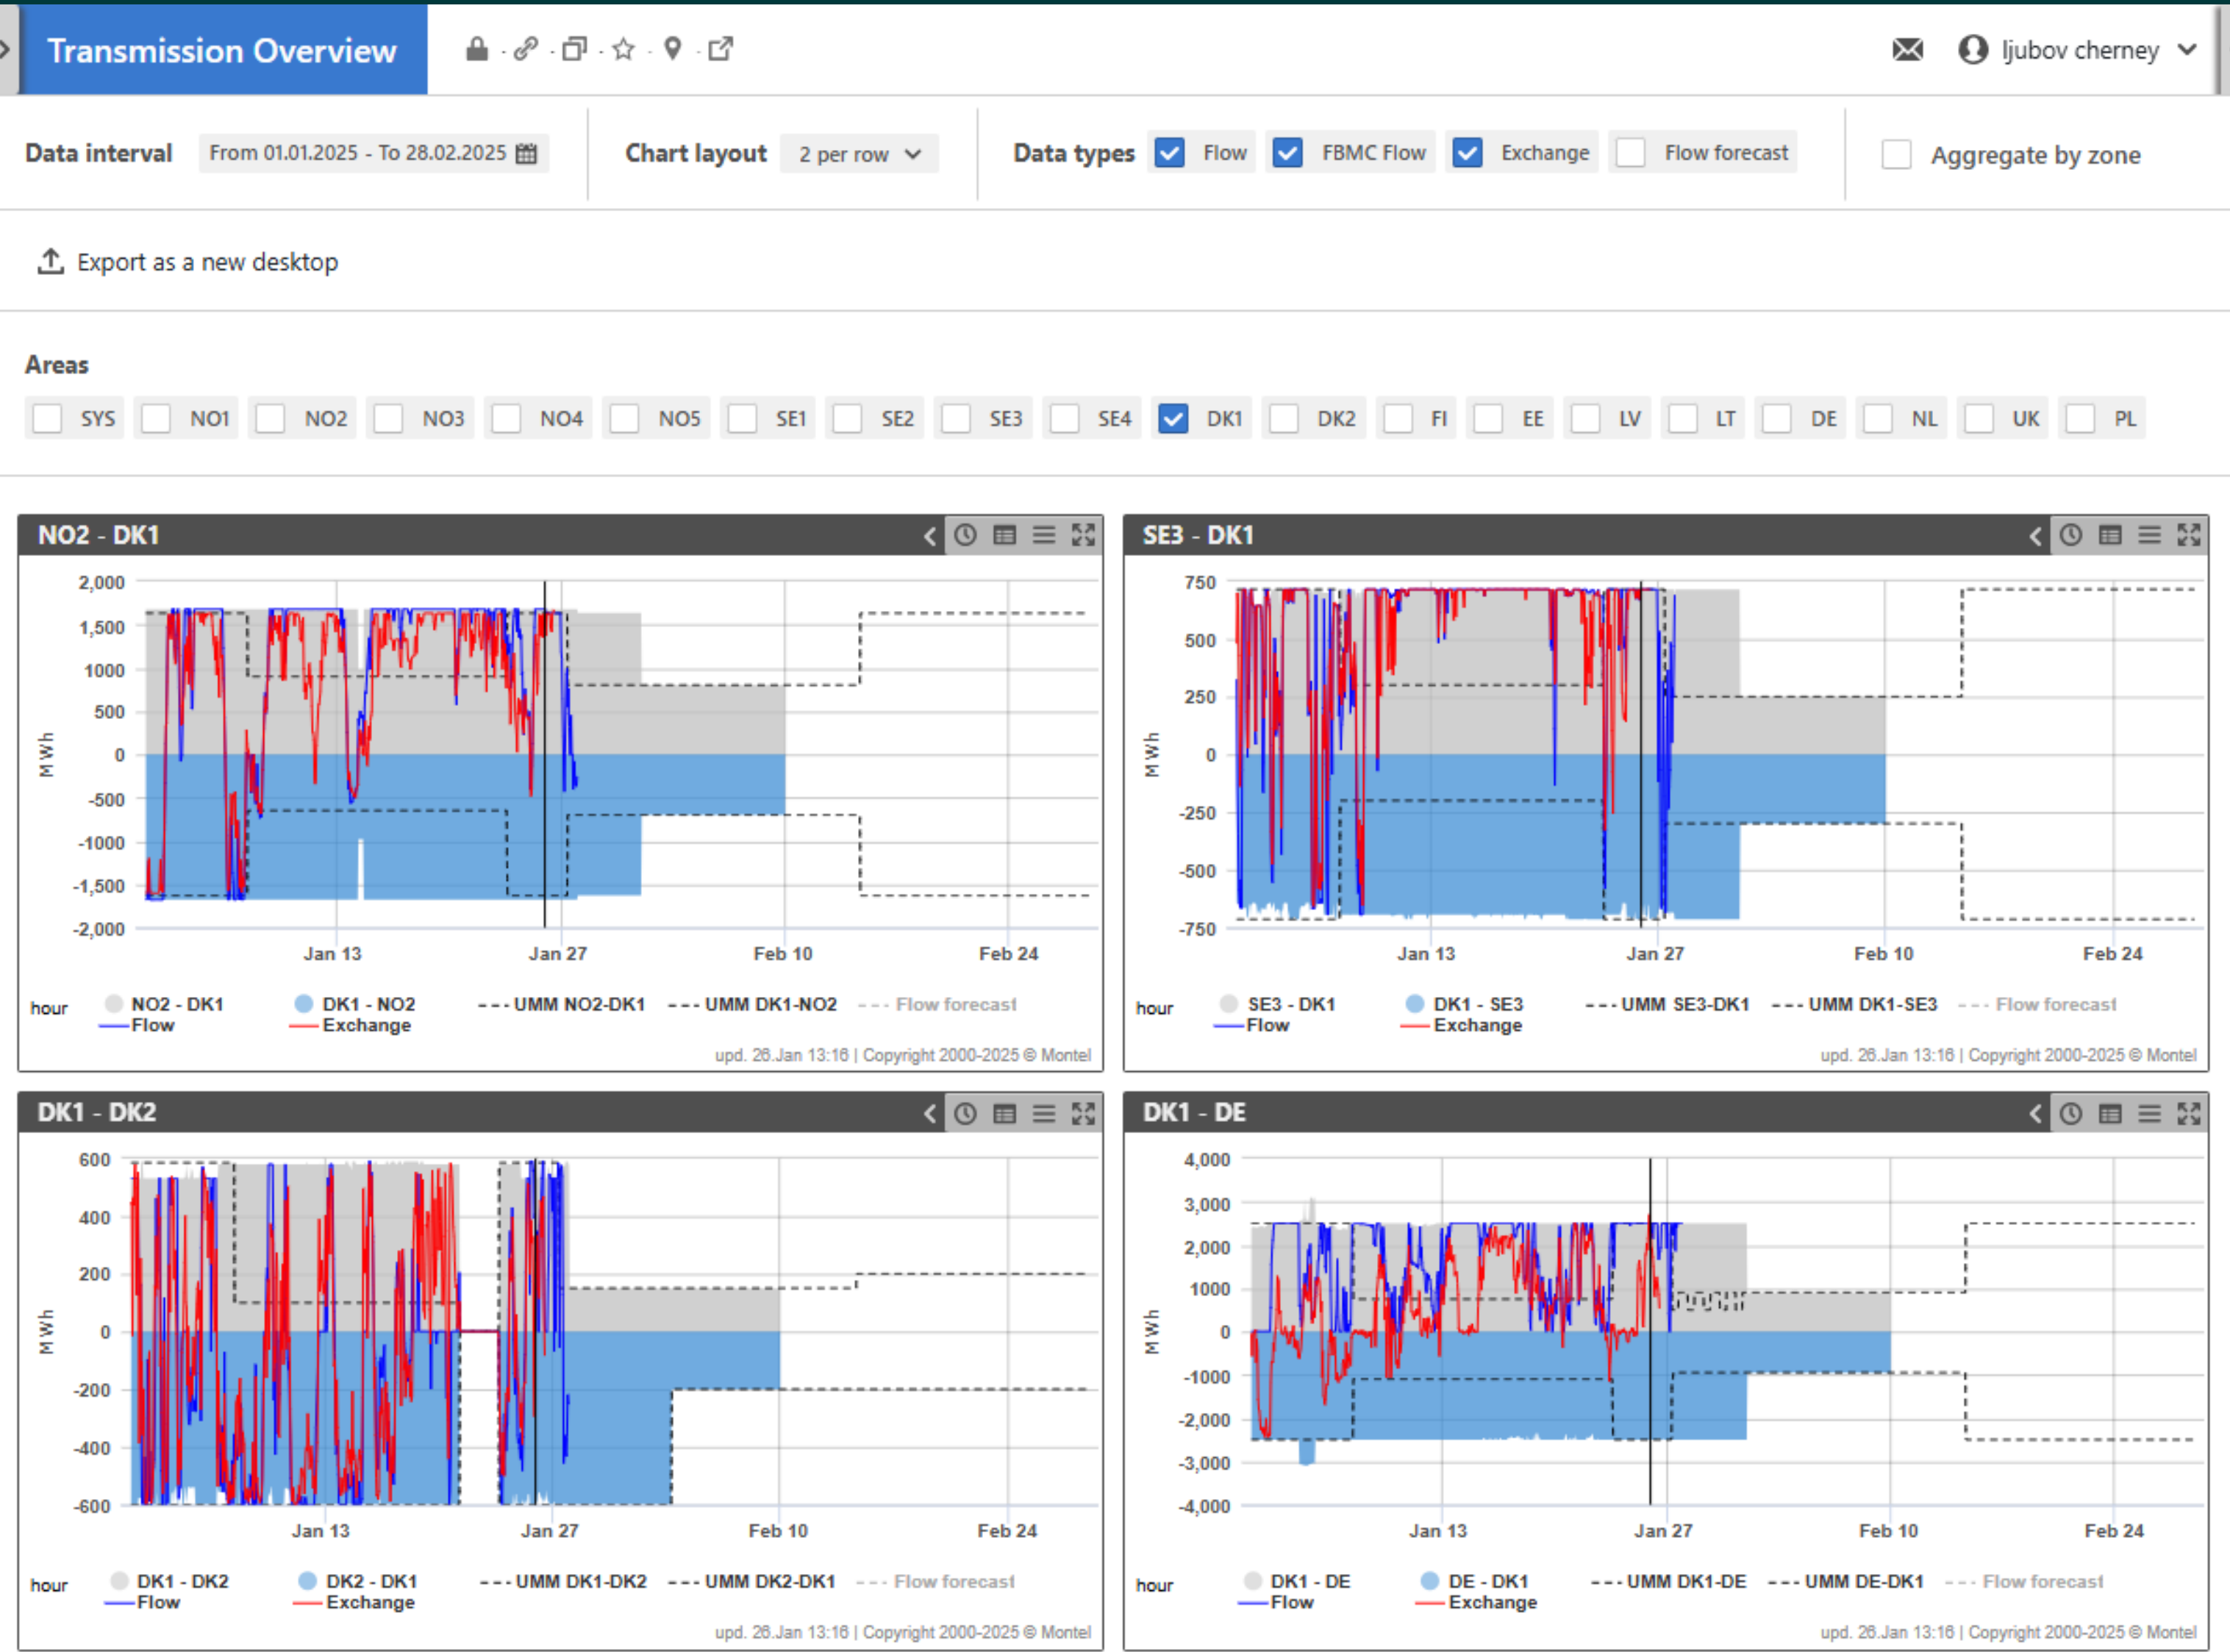 Transmission Overview
ljubov cherney
Data interval From 01.01.2025 - To 28.02.2025 Chart layout 2 per row Data types Flow FBMC Flow Exchange Flow forecast Aggregate by zone
Export as a new desktop
Areas
SYS NO1 NO2 NO3 NO4 NO5 SE1 SE2 SE3 SE4 DK1 DK2 FI EE LV LT DE NL UK PL
NO2 - DK1
2,000
1,500
1000
500
0
-500
-1000
-1,500
-2,000
MWh
Jan 13 Jan 27 Feb 10 Feb 24
hour NO2 - DK1 DK1 - NO2 UMM NO2-DK1 UMM DK1-NO2 Flow forecast
Flow Exchange
upd. 26.Jan 13:16 | Copyright 2000-2025 © Montel
SE3 - DK1
750
500
250
0
-250
-500
-750
MWh
Jan 13 Jan 27 Feb 10 Feb 24
hour SE3 - DK1 DK1 - SE3 UMM SE3-DK1 UMM DK1-SE3 Flow forecast
Flow Exchange
upd. 26.Jan 13:16 | Copyright 2000-2025 © Montel
DK1 - DK2
600
400
200
0
-200
-400
-600
MWh
Jan 13 Jan 27 Feb 10 Feb 24
hour DK1 - DK2 DK2 - DK1 UMM DK1-DK2 UMM DK2-DK1 Flow forecast
Flow Exchange
upd. 26.Jan 13:16 | Copyright 2000-2025 © Montel
DK1 - DE
4,000
3,000
2,000
1000
0
-1000
-2,000
-3,000
-4,000
MWh
Jan 13 Jan 27 Feb 10 Feb 24
hour DK1 - DE DE - DK1 UMM DK1-DE UMM DE-DK1 Flow forecast
Flow Exchange
upd. 26.Jan 13:16 | Copyright 2000-2025 © Montel